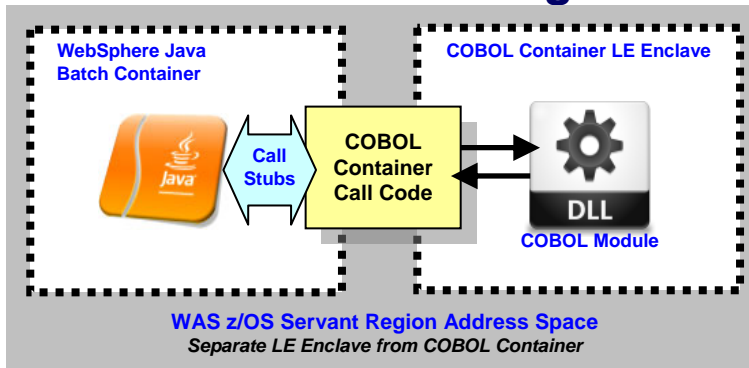 WebSphere Java
Batch Container
COBOL Container LE Enclave
Java
Call
Stubs
COBOL
Container
Call Code
DLL
COBOL Module
WAS z/OS Servant Region Address Space
Separate LE Enclave from COBOL Container